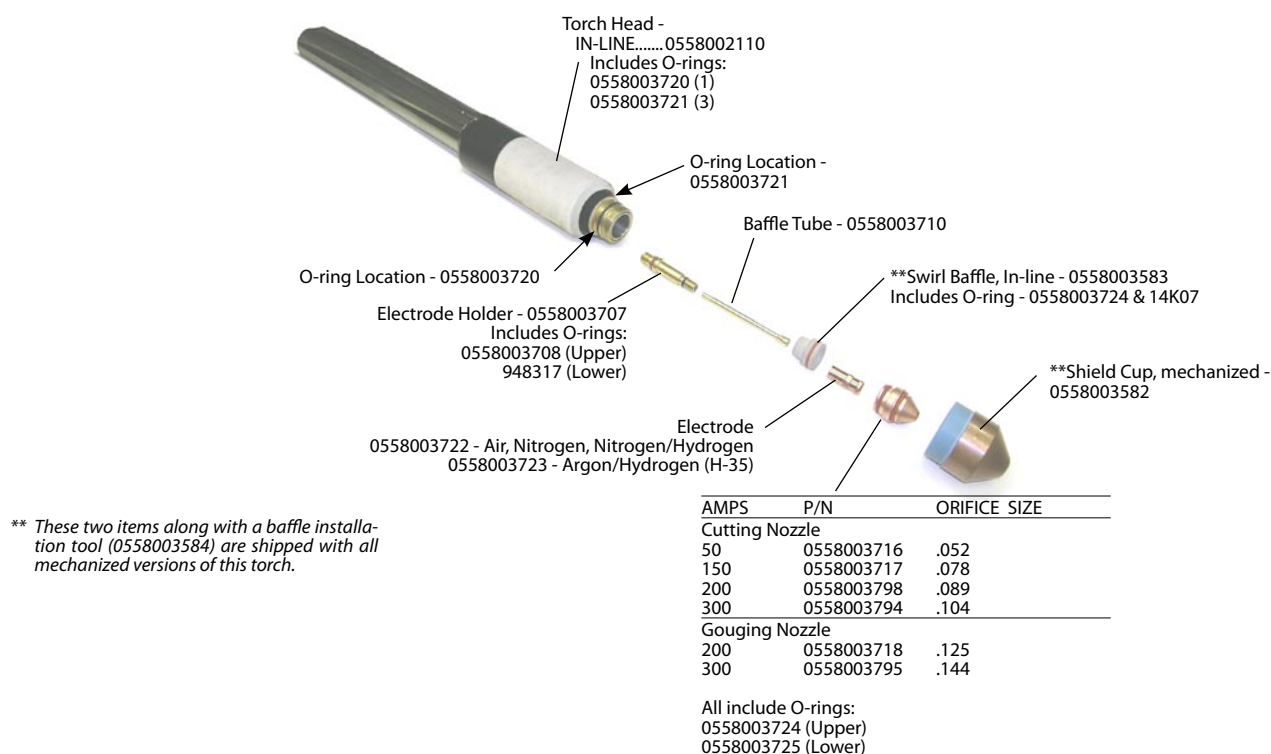 Torch Head -
IN-LINE.......0558002110
Includes O-rings:
0558003720 (1)
0558003721 (3)
O-ring Location -
0558003721
Baffle Tube - 0558003710
O-ring Location - 0558003720
**Swirl Baffle, In-line - 0558003583
Includes O-ring - 0558003724 & 14K07
Electrode Holder - 0558003707
Includes O-rings:
0558003708 (Upper)
948317 (Lower)
**Shield Cup, mechanized -
0558003582
Electrode
0558003722 - Air, Nitrogen, Nitrogen/Hydrogen
0558003723 - Argon/Hydrogen (H-35)
** These two items along with a baffle installa-
tion tool (0558003584) are shipped with all
mechanized versions of this torch.
AMPS P/N ORIFICE SIZE
Cutting Nozzle
50 0558003716 .052
150 0558003717 .078
200 0558003798 .089
300 0558003794 .104
Gouging Nozzle
200 0558003718 .125
300 0558003795 .144
All include O-rings:
0558003724 (Upper)
0558003725 (Lower)